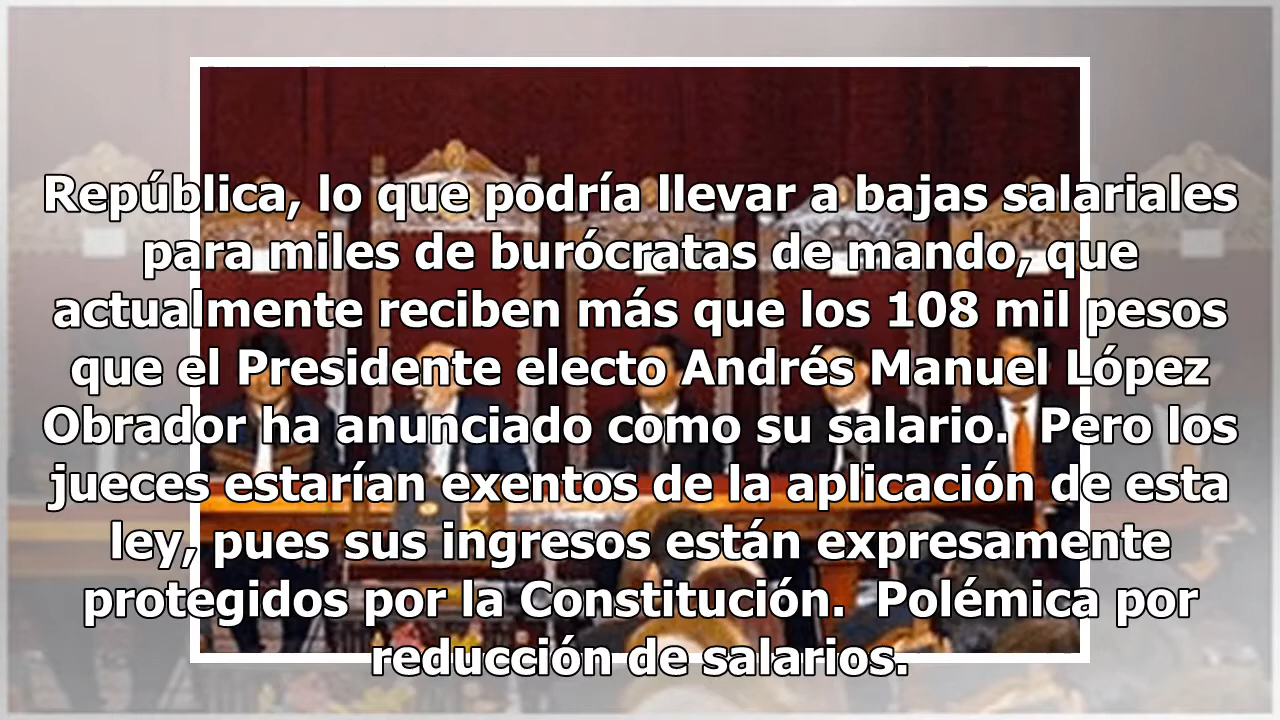 República, lo que podría llevar a bajas salariales
para miles de burócratas de mando, que
actualmente reciben más que los 108 mil pesos
que el Presidente electo Andrés Manuel López
Obrador ha anunciado como su salario.  Pero los
jueces estarían exentos de la aplicación de esta
ley, pues sus ingresos están expresamente
protegidos por la Constitución.  Polémica por
reducción de salarios.